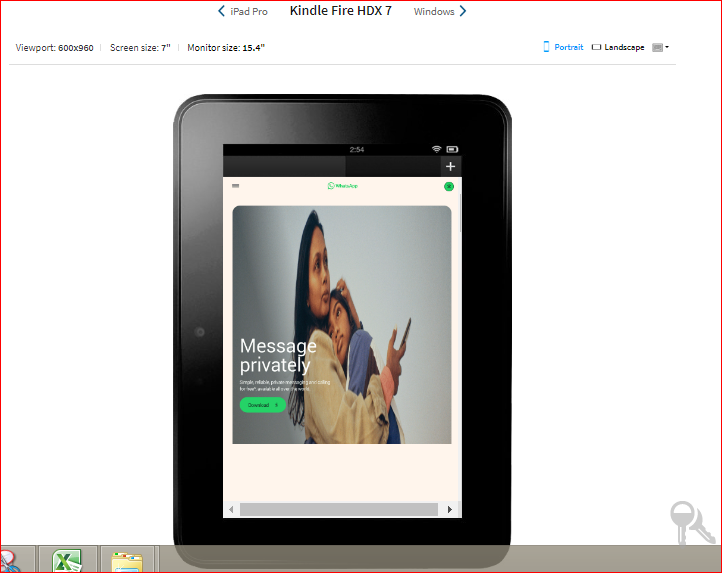 iPad Pro Kindle Fire HDX 7 Windows
Viewport: 600x960 Screen size: 7" Monitor size: 15.4" Portrait Landscape
2:54
+
WhatsApp
Message
privately
Simple, reliable, private messaging and calling
for free*, available all over the world.
Download